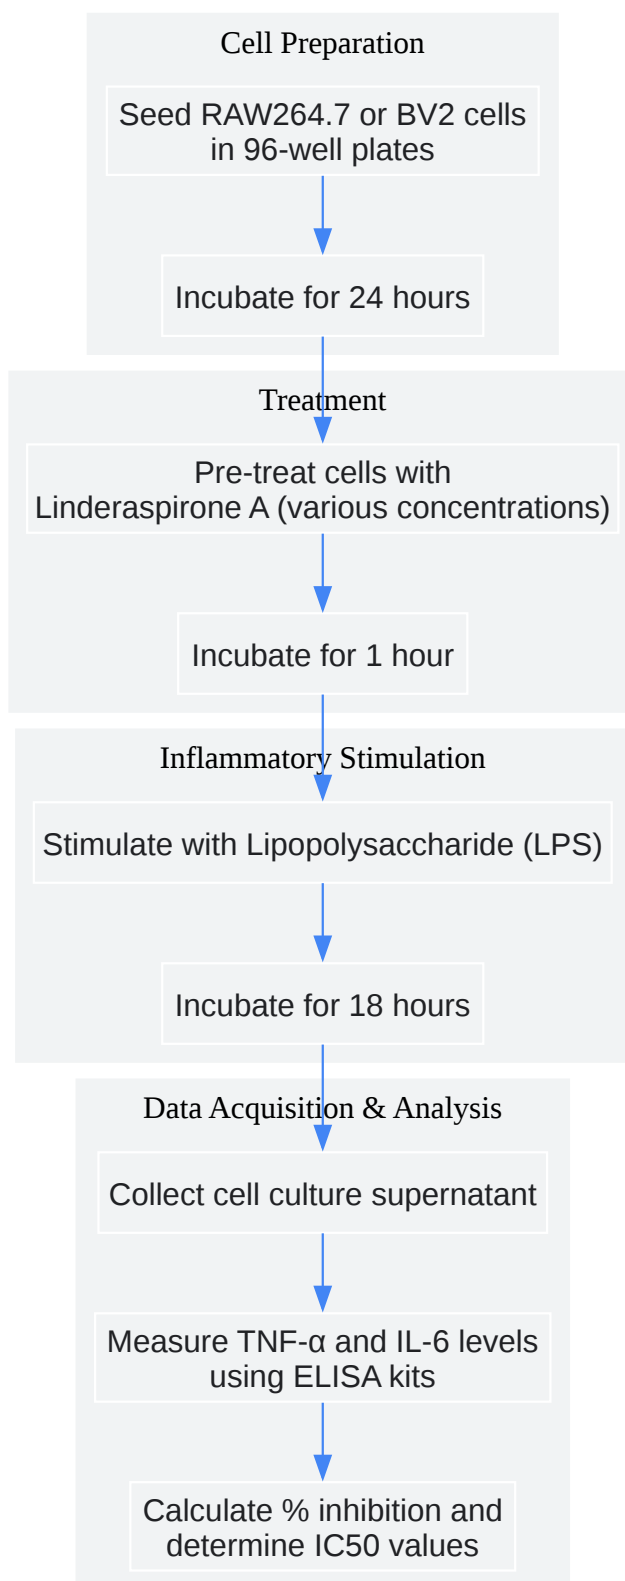 Cell Preparation
Seed RAW264.7 or BV2 cells
in 96-well plates
Incubate for 24 hours
Treatment
Pre-treat cells with
Linderaspirone A (various concentrations)
Incubate for 1 hour
Inflammatory Stimulation
Stimulate with Lipopolysaccharide (LPS)
Incubate for 18 hours
Data Acquisition & Analysis
Collect cell culture supernatant
Measure TNF-α and IL-6 levels
using ELISA kits
Calculate % inhibition and
determine IC50 values